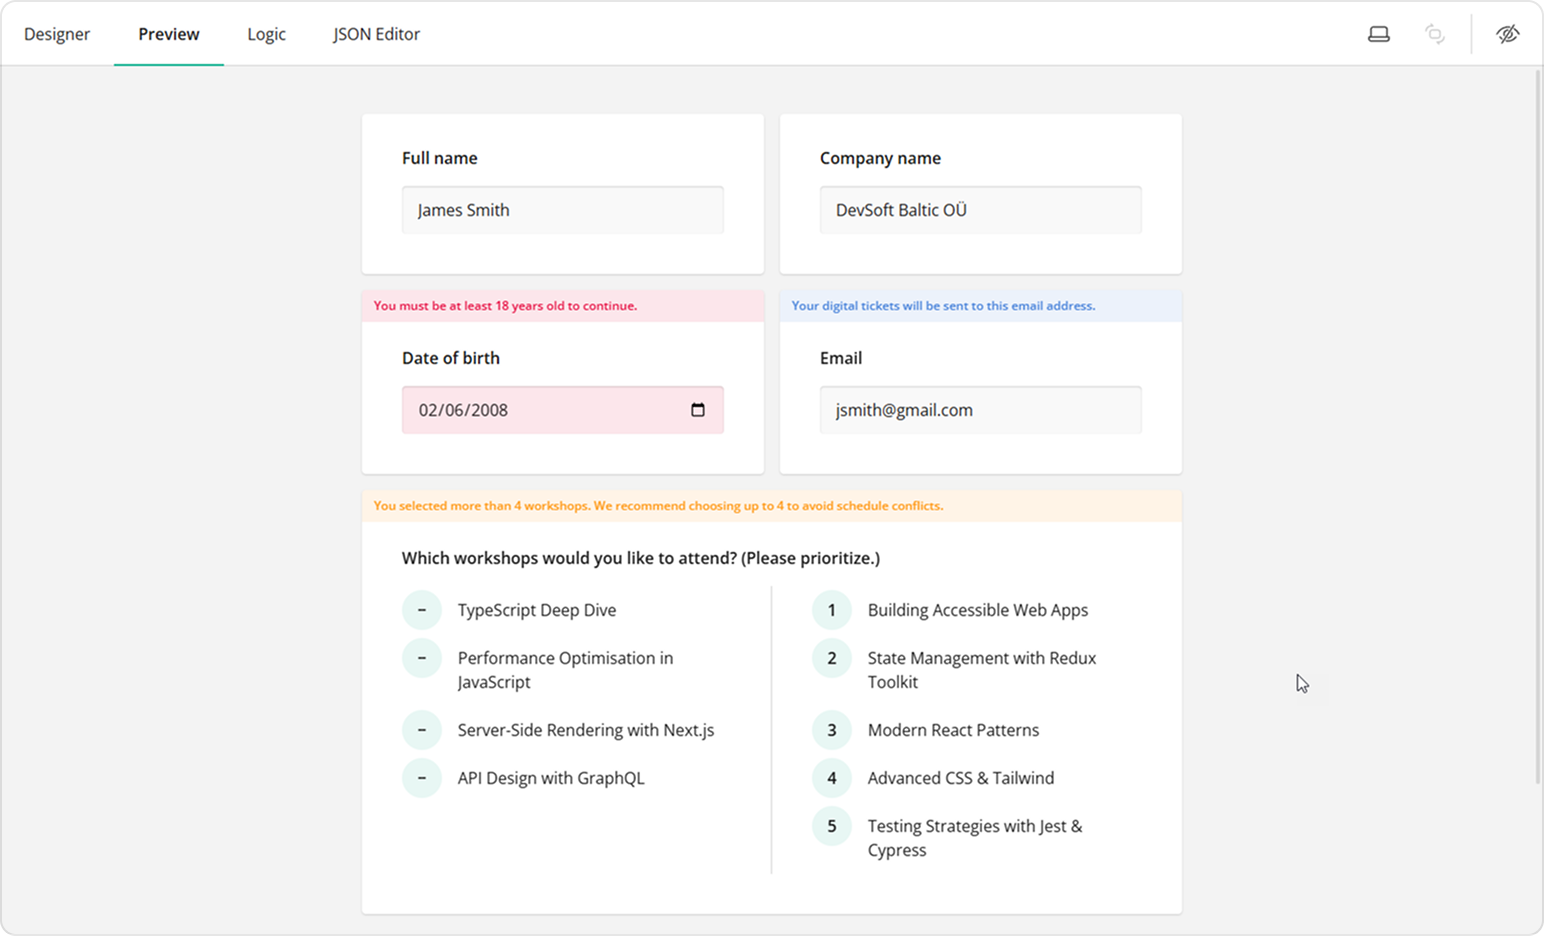 Designer
Preview
Logic
JSON Editor
Full name
James Smith
Company name
DevSoft Baltic OÜ
You must be at least 18 years old to continue.
Date of birth
02/06/2008
Your digital tickets will be sent to this email address.
Email
jsmith@gmail.com
You selected more than 4 workshops. We recommend choosing up to 4 to avoid schedule conflicts.
Which workshops would you like to attend? (Please prioritize.)
– TypeScript Deep Dive
– Performance Optimisation in
JavaScript
– Server-Side Rendering with Next.js
– API Design with GraphQL
1 Building Accessible Web Apps
2 State Management with Redux
Toolkit
3 Modern React Patterns
4 Advanced CSS & Tailwind
5 Testing Strategies with Jest &
Cypress